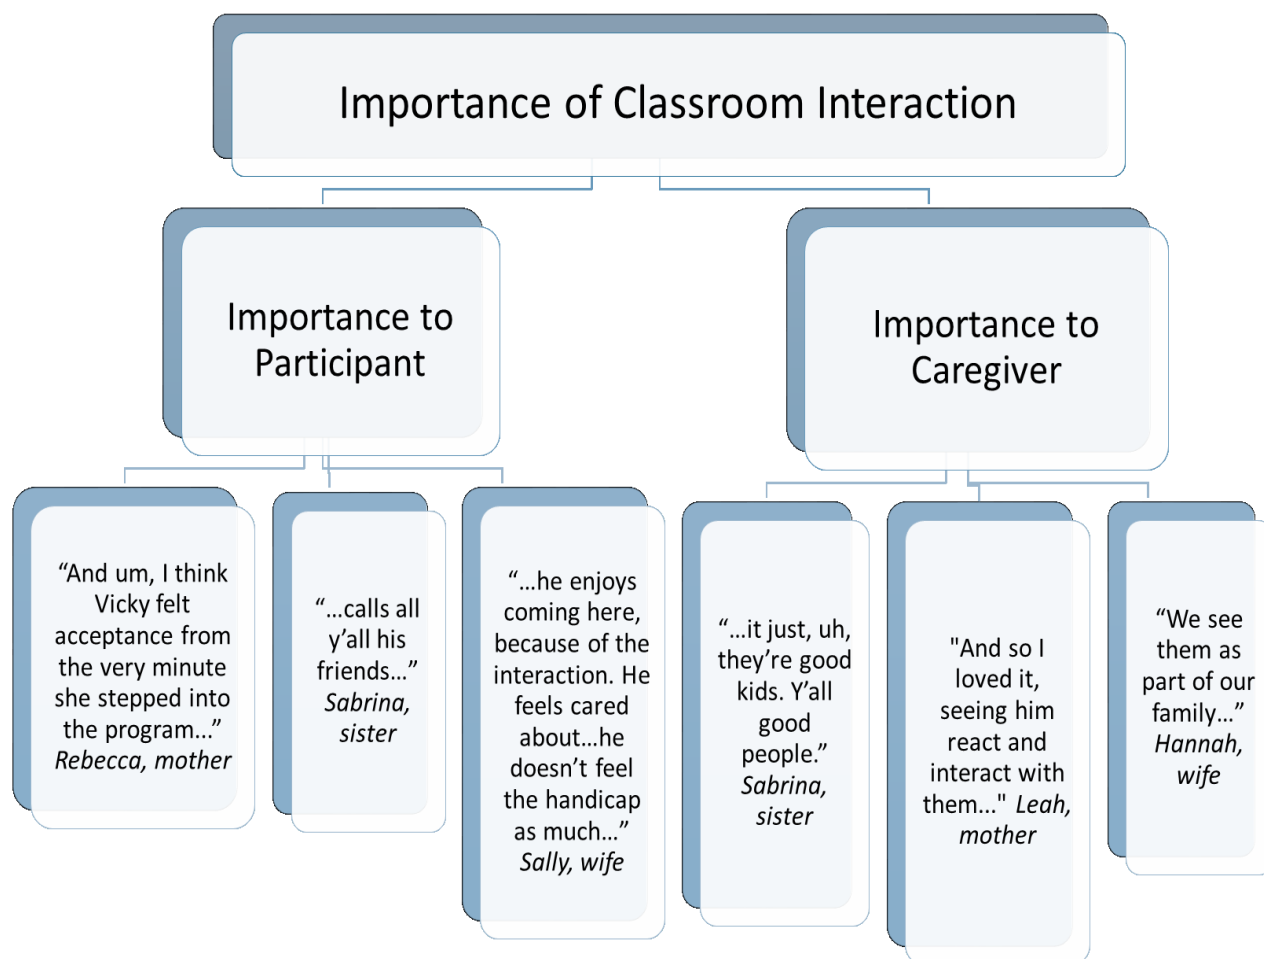 Importance of Classroom Interaction
Importance to
Participant
Importance to
Caregiver
“And um, I think
Vicky felt
acceptance from
the very minute
she stepped into
the program...”
Rebecca, mother
“...calls all
y’all his
friends...”
Sabrina,
sister
“...he enjoys
coming here,
because of the
interaction. He
feels cared
about...he
doesn’t feel
the handicap
as much...”
Sally, wife
“...it just, uh,
they’re good
kids. Y’all
good
people.”
Sabrina,
sister
"And so I
loved it,
seeing him
react and
interact with
them..." Leah,
mother
“We see
them as
part of our
family...”
Hannah,
wife